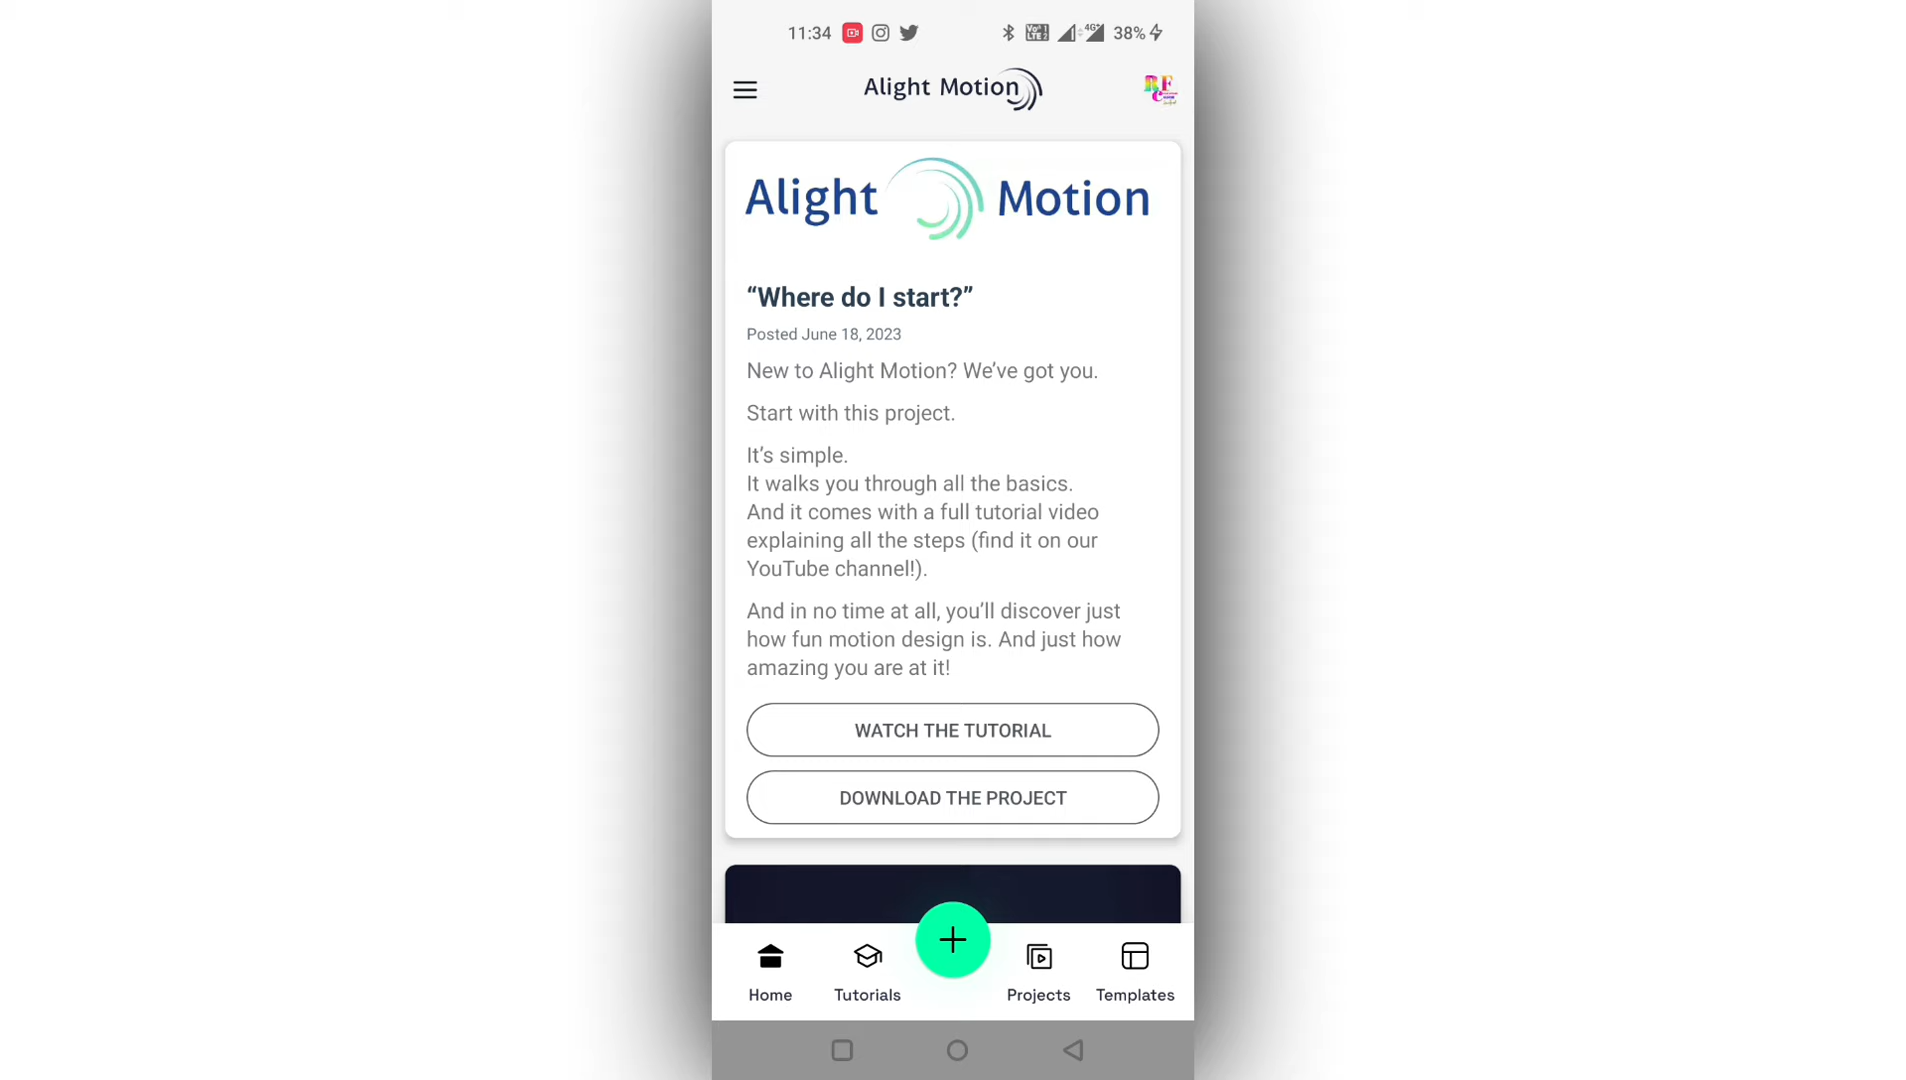 11:34
4G+
38%
Alight Motion
Alight Motion
“Where do I start?”
Posted June 18, 2023
New to Alight Motion? We’ve got you.
Start with this project.
It’s simple.
It walks you through all the basics.
And it comes with a full tutorial video
explaining all the steps (find it on our
YouTube channel!).
And in no time at all, you’ll discover just
how fun motion design is. And just how
amazing you are at it!
WATCH THE TUTORIAL
DOWNLOAD THE PROJECT
Home
Tutorials
Projects
Templates